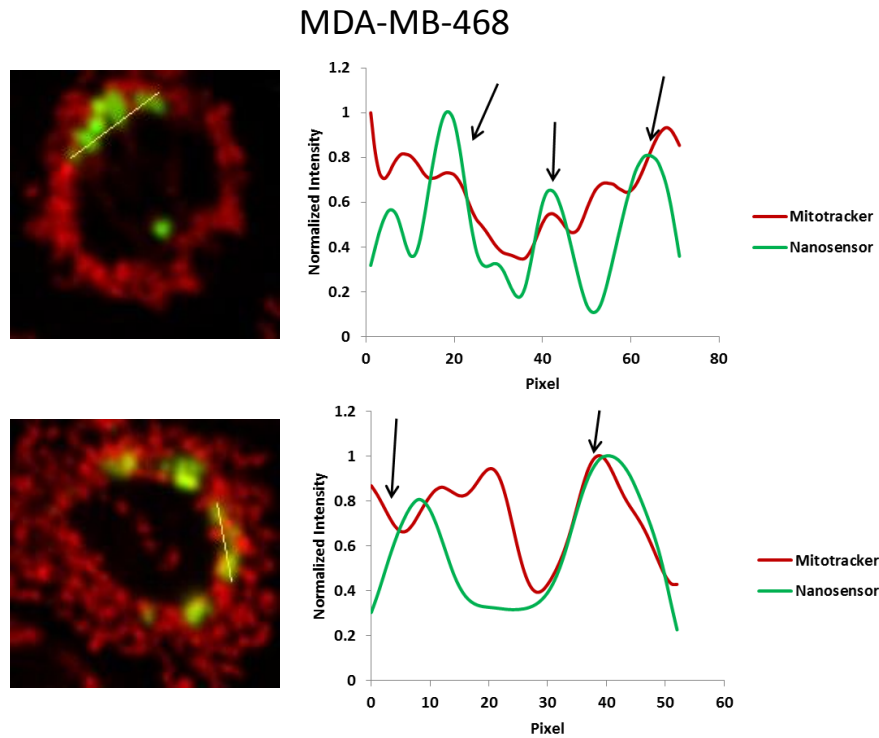 MDA-MB-468
1.2
1
0.8
0.6
0.4
0.2
0
Normalized Intensity
0 20 40 60 80
Pixel
Mitotracker
Nanosensor
1.2
1
0.8
0.6
0.4
0.2
0
Normalized Intensity
0 10 20 30 40 50 60
Pixel
Mitotracker
Nanosensor